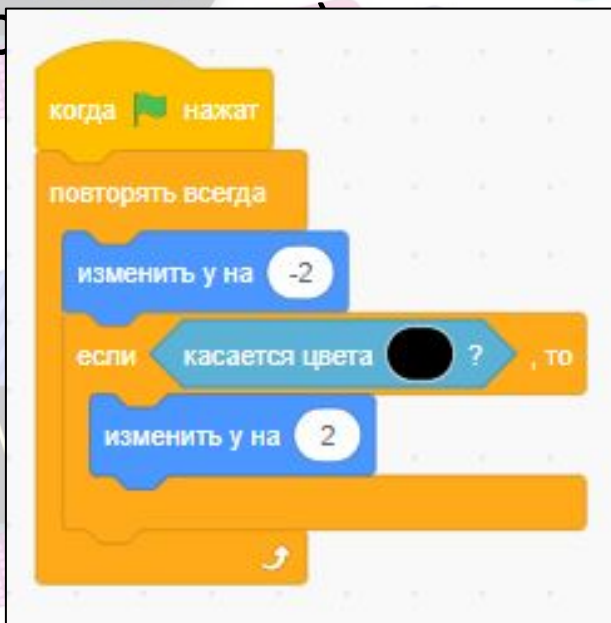 когда нажат
повторять всегда
изменить y на -2
если касается цвета ? , то
изменить y на 2